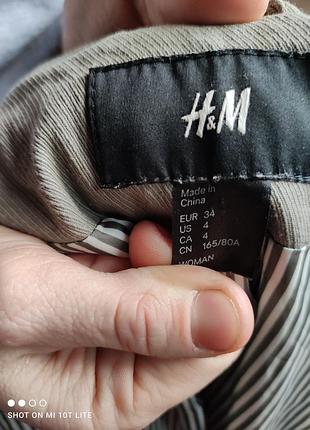 H&M
Made in
China
EUR 34
US 4
CA 4
CN 165/80A
WOMAN
SHOT ON MI 10T LITE